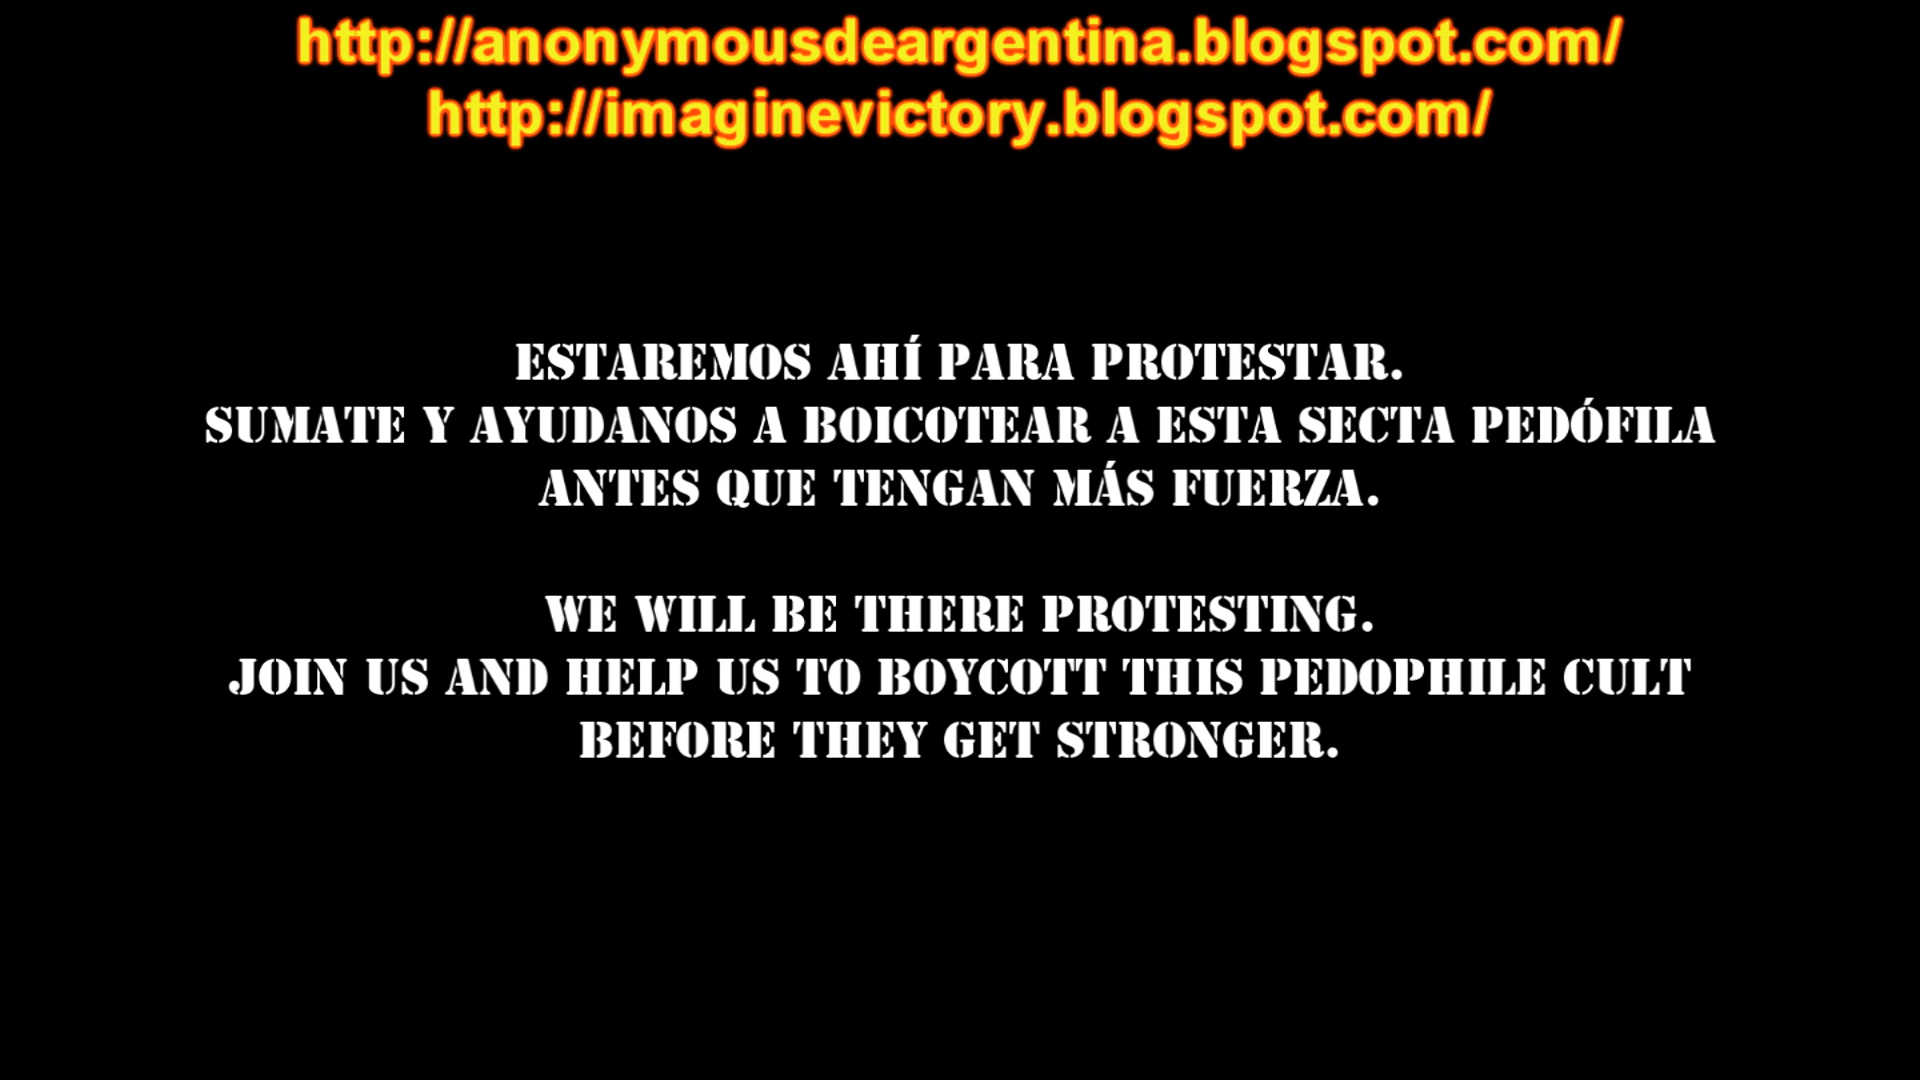 http://anonymousdeargentina.blogspot.com/
http://imaginevictory.blogspot.com/
ESTAREMOS AHÍ PARA PROTESTAR.
SUMATE Y AYUDANOS A BOICOTEAR A ESTA SECTA PEDÓFILA
ANTES QUE TENGAN MÁS FUERZA.
WE WILL BE THERE PROTESTING.
JOIN US AND HELP US TO BOYCOTT THIS PEDOPHILE CULT
BEFORE THEY GET STRONGER.